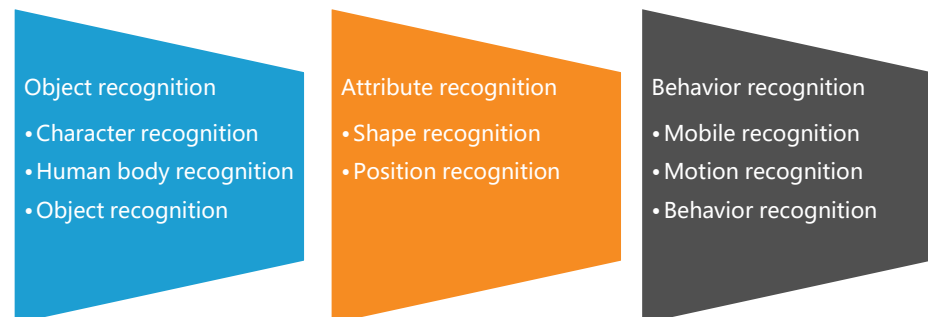 Object recognition
•Character recognition
•Human body recognition
•Object recognition
Attribute recognition
•Shape recognition
•Position recognition
Behavior recognition
•Mobile recognition
•Motion recognition
•Behavior recognition